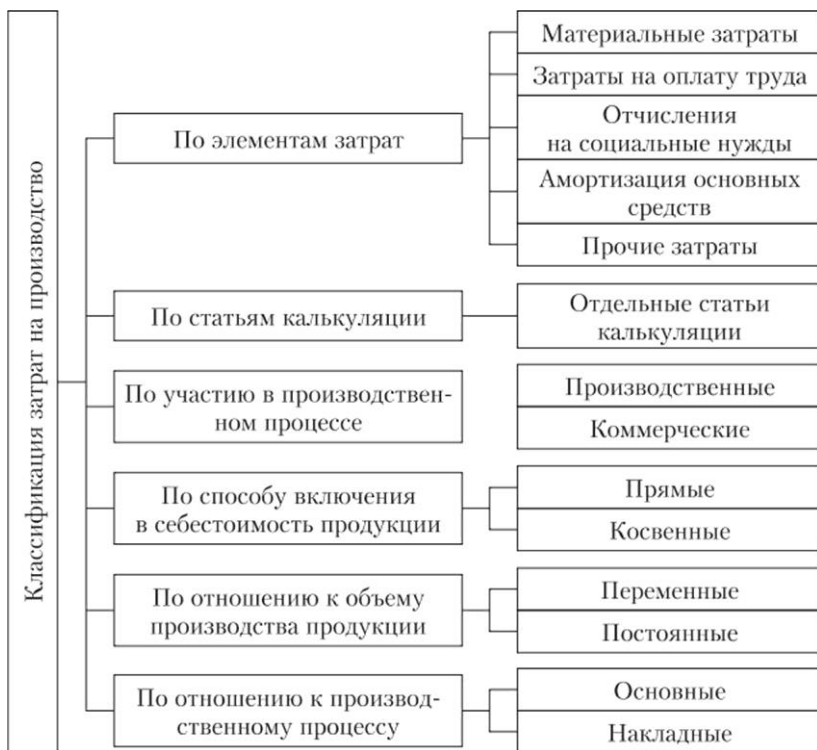 Классификация затрат на производство
По элементам затрат
Материальные затраты
Затраты на оплату труда
Отчисления
на социальные нужды
Амортизация основных
средств
Прочие затраты
По статьям калькуляции
Отдельные статьи
калькуляции
По участию в производствен-
ном процессе
Производственные
Коммерческие
По способу включения
в себестоимость продукции
Прямые
Косвенные
По отношению к объему
производства продукции
Переменные
Постоянные
По отношению к производ-
ственному процессу
Основные
Накладные